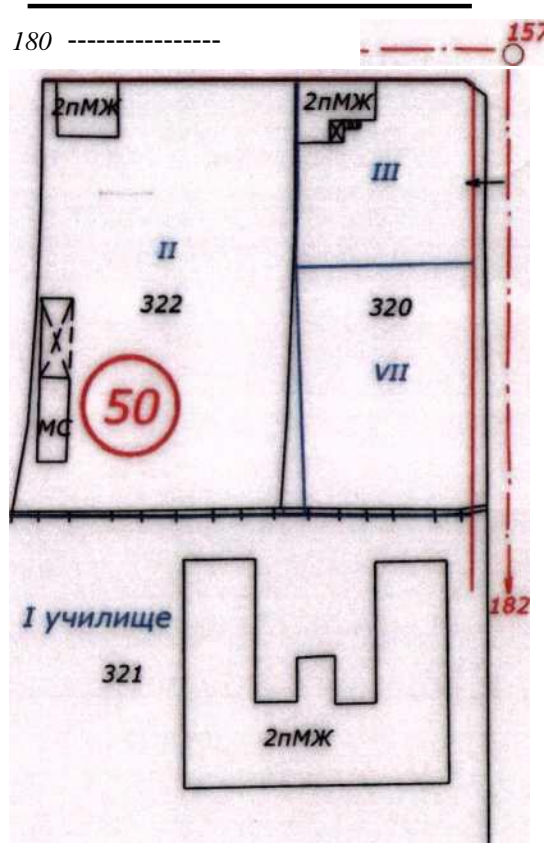 180 ----------------
157
2пМЖ
2пМЖ
III
II
322
320
VII
50
МС
182
I училище
321
2пМЖ